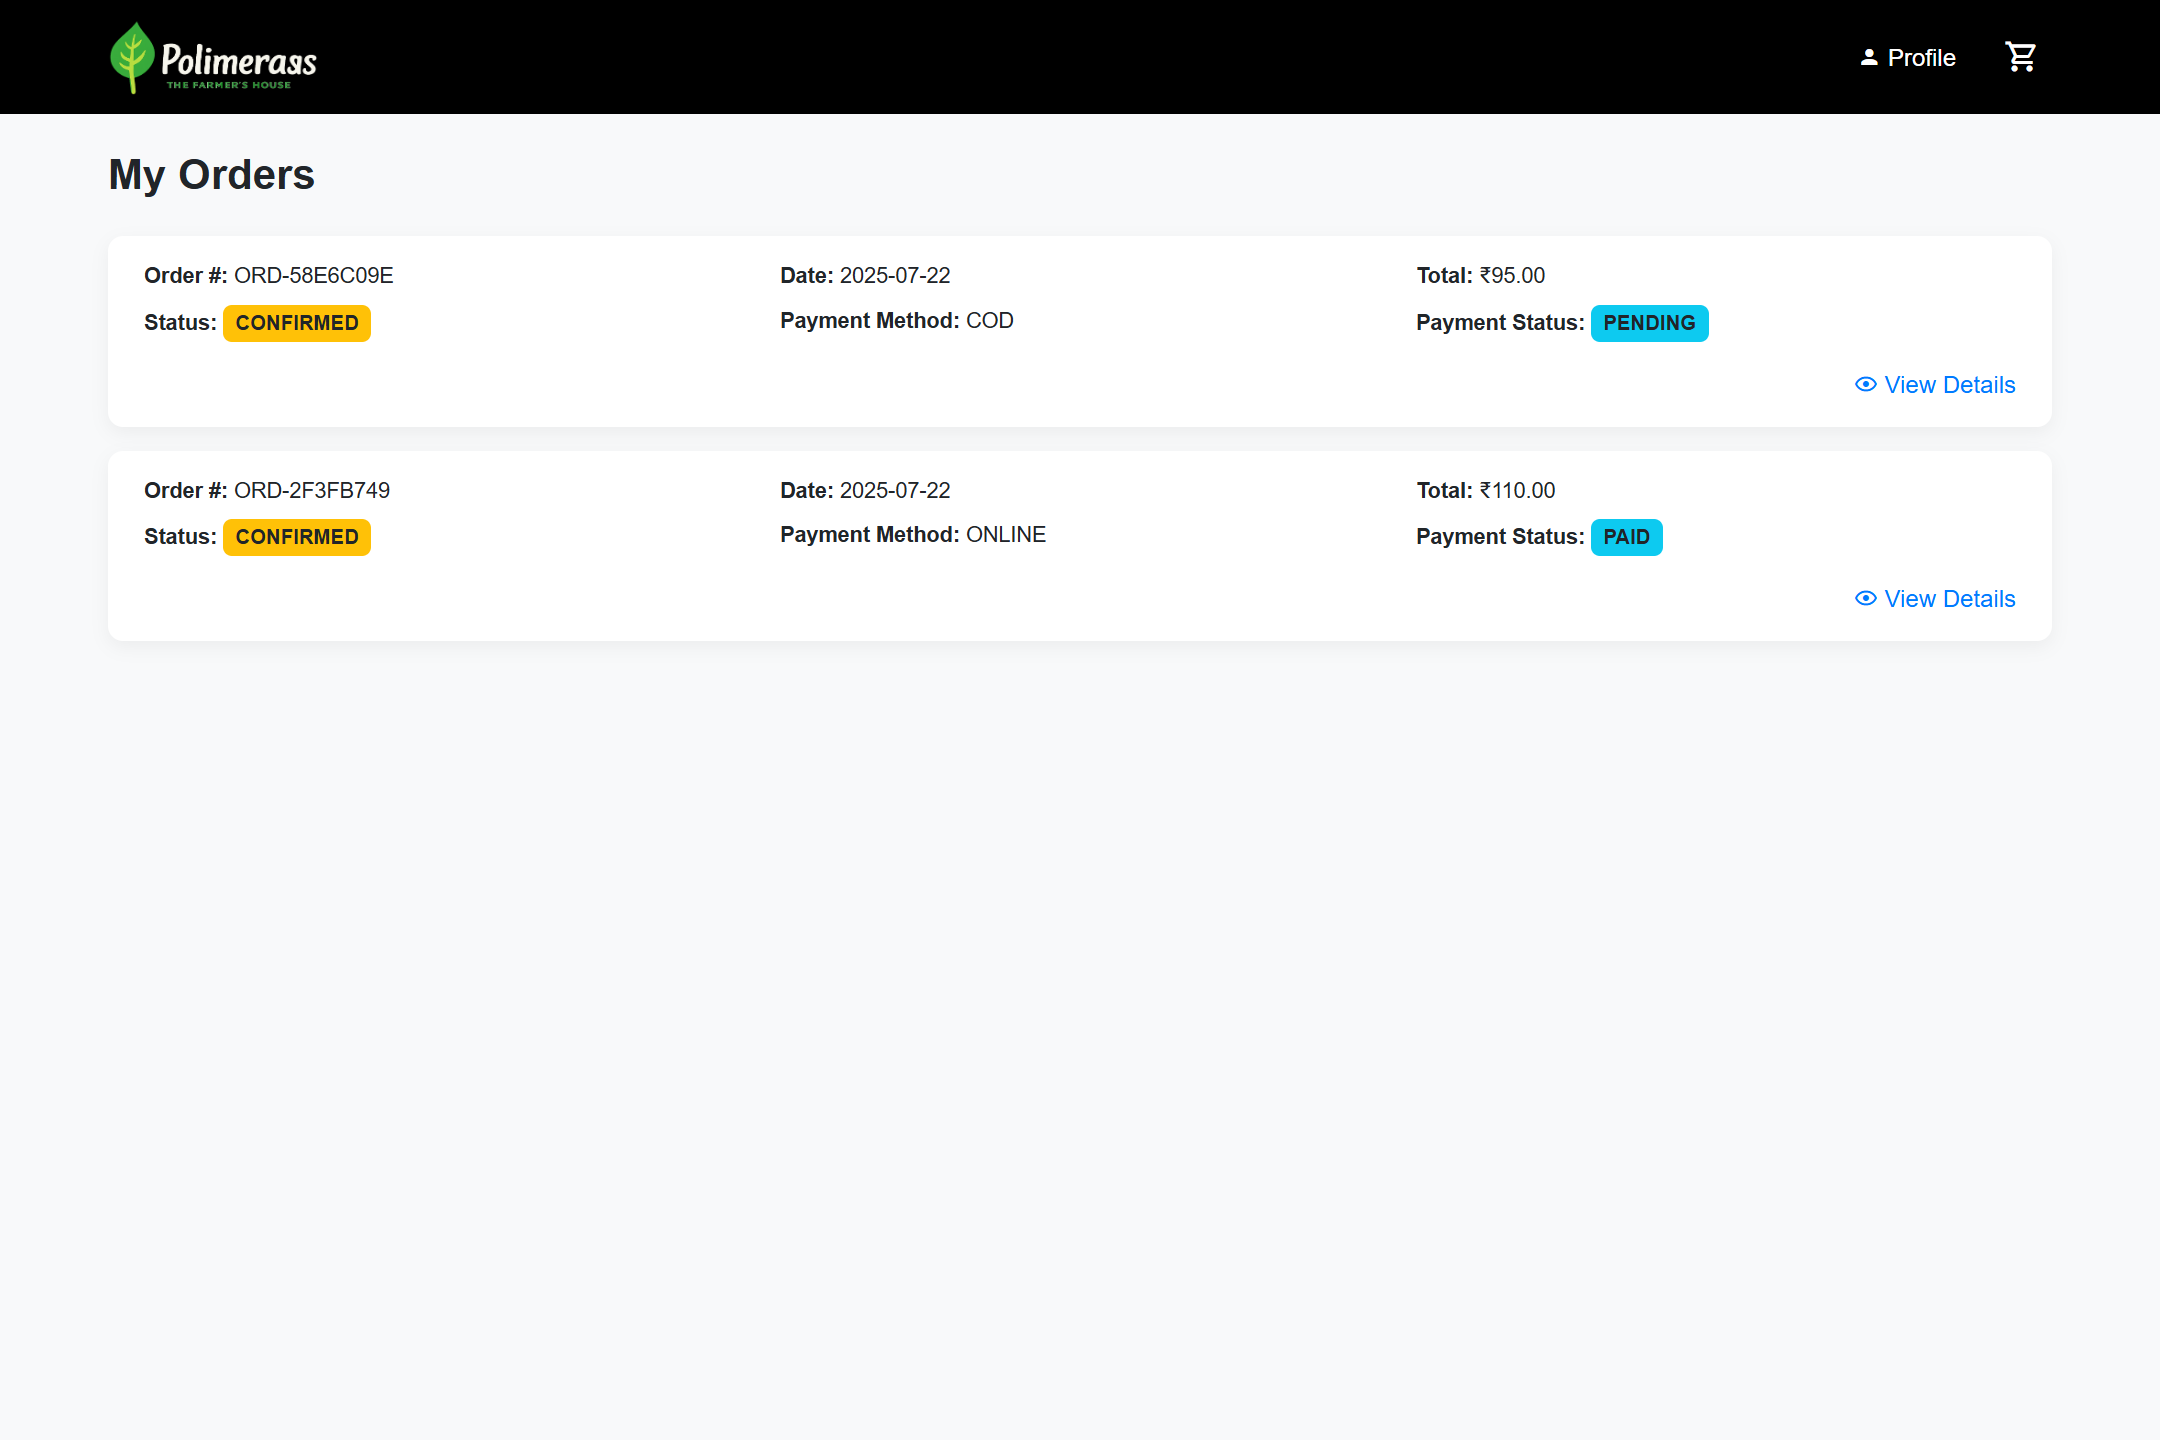 Polimerass
THE FARMER'S HOUSE
Profile
My Orders
Order #: ORD-58E6C09E
Date: 2025-07-22
Total: ₹95.00
Status: CONFIRMED
Payment Method: COD
Payment Status: PENDING
View Details
Order #: ORD-2F3FB749
Date: 2025-07-22
Total: ₹110.00
Status: CONFIRMED
Payment Method: ONLINE
Payment Status: PAID
View Details